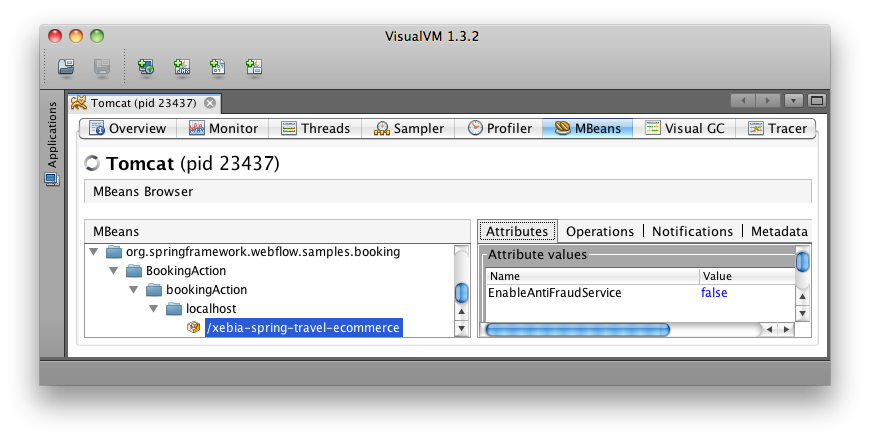 VisualVM 1.3.2
Applications
Tomcat (pid 23437)
Overview Monitor Threads Sampler Profiler MBeans Visual GC Tracer
Tomcat (pid 23437)
MBeans Browser
MBeans
org.springframework.webflow.samples.booking
BookingAction
bookingAction
localhost
/xebia-spring-travel-ecommerce
Attributes Operations Notifications Metadata
Attribute values
Name Value
EnableAntiFraudService false